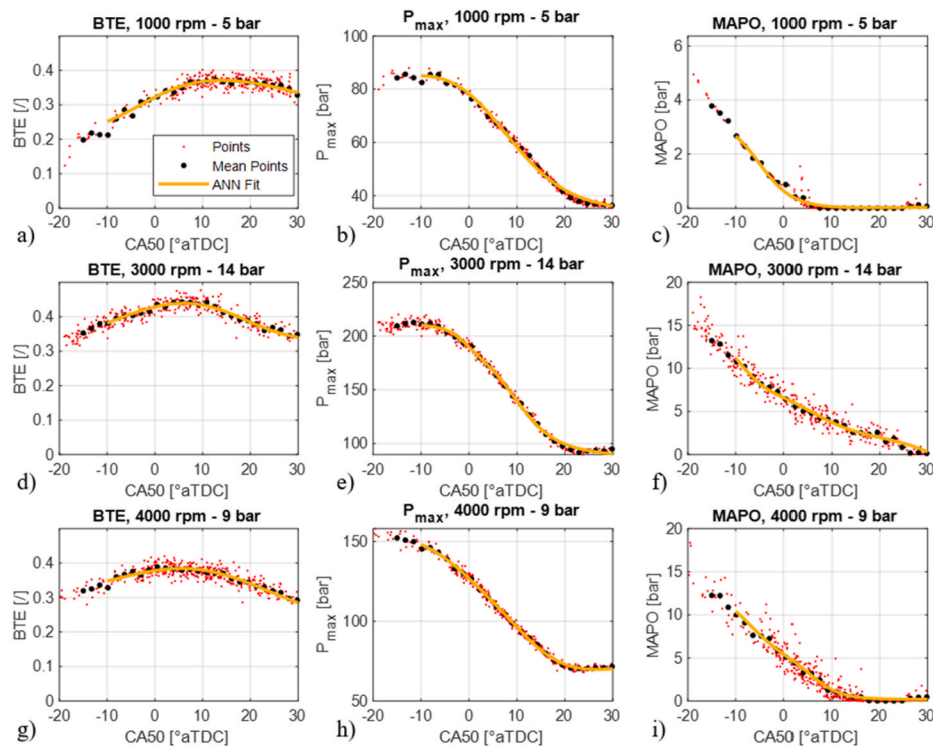 BTE, 1000 rpm - 5 bar
P_max, 1000 rpm - 5 bar
MAPO, 1000 rpm - 5 bar
BTE [/]
0.4
0.3
0.2
0.1
0
Points
Mean Points
ANN Fit
-20 -10 0 10 20 30
CA50 [°aTDC]
a)
P_max [bar]
100
80
60
40
-20 -10 0 10 20 30
CA50 [°aTDC]
b)
MAPO [bar]
6
4
2
0
-20 -10 0 10 20 30
CA50 [°aTDC]
c)
BTE, 3000 rpm - 14 bar
P_max, 3000 rpm - 14 bar
MAPO, 3000 rpm - 14 bar
BTE [/]
0.4
0.3
0.2
0.1
0
-20 -10 0 10 20 30
CA50 [°aTDC]
d)
P_max [bar]
250
200
150
100
-20 -10 0 10 20 30
CA50 [°aTDC]
e)
MAPO [bar]
20
15
10
5
0
-20 -10 0 10 20 30
CA50 [°aTDC]
f)
BTE, 4000 rpm - 9 bar
P_max, 4000 rpm - 9 bar
MAPO, 4000 rpm - 9 bar
BTE [/]
0.4
0.3
0.2
0.1
0
-20 -10 0 10 20 30
CA50 [°aTDC]
g)
P_max [bar]
150
100
50
-20 -10 0 10 20 30
CA50 [°aTDC]
h)
MAPO [bar]
20
15
10
5
0
-20 -10 0 10 20 30
CA50 [°aTDC]
i)